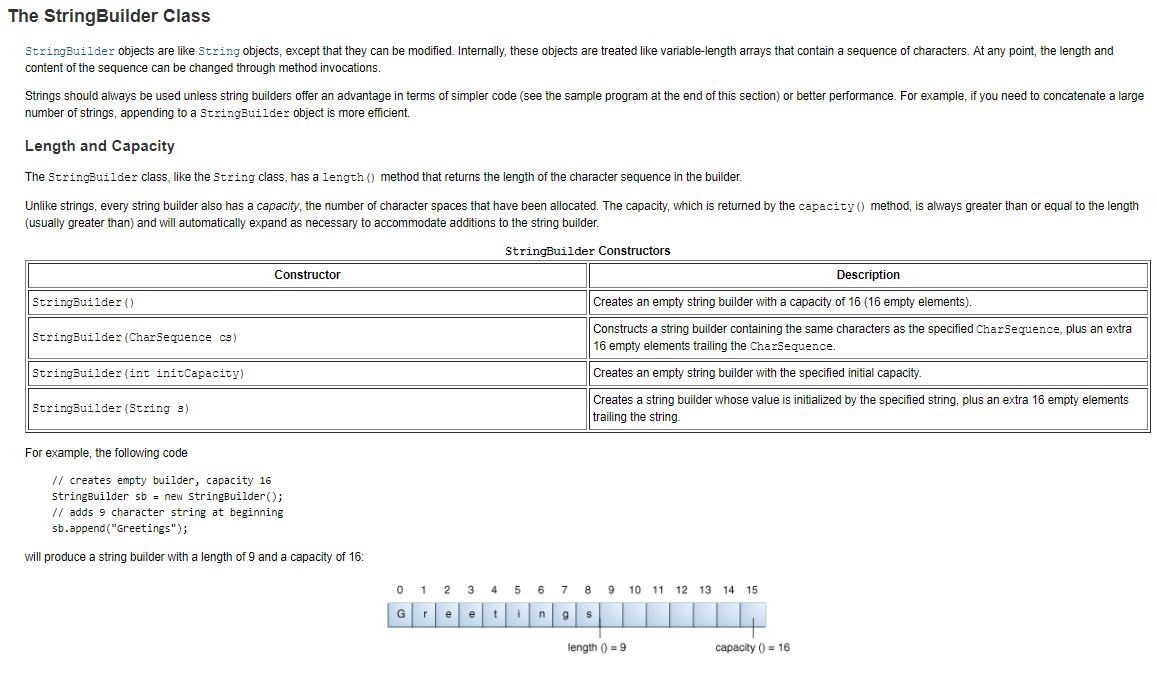 The StringBuilder Class
StringBuilder objects are like String objects, except that they can be modified. Internally, these objects are treated like variable-length arrays that contain a sequence of characters. At any point, the length and
content of the sequence can be changed through method invocations.
Strings should always be used unless string builders offer an advantage in terms of simpler code (see the sample program at the end of this section) or better performance. For example, if you need to concatenate a large
number of strings, appending to a StringBuilder object is more efficient.
Length and Capacity
The StringBuilder class, like the String class, has a length() method that returns the length of the character sequence in the builder.
Unlike strings, every string builder also has a capacity, the number of character spaces that have been allocated. The capacity, which is returned by the capacity() method, is always greater than or equal to the length
(usually greater than) and will automatically expand as necessary to accommodate additions to the string builder.
StringBuilder Constructors
Constructor Description
StringBuilder() Creates an empty string builder with a capacity of 16 (16 empty elements).
StringBuilder(CharSequence cs) Constructs a string builder containing the same characters as the specified CharSequence, plus an extra
16 empty elements trailing the CharSequence.
StringBuilder(int initCapacity) Creates an empty string builder with the specified initial capacity.
StringBuilder(String s) Creates a string builder whose value is initialized by the specified string, plus an extra 16 empty elements
trailing the string.
For example, the following code
// creates empty builder, capacity 16
StringBuilder sb = new StringBuilder();
// adds 9 character string at beginning
sb.append("Greetings");
will produce a string builder with a length of 9 and a capacity of 16:
0 1 2 3 4 5 6 7 8 9 10 11 12 13 14 15
G r e e t i n g s
length () = 9 capacity () = 16